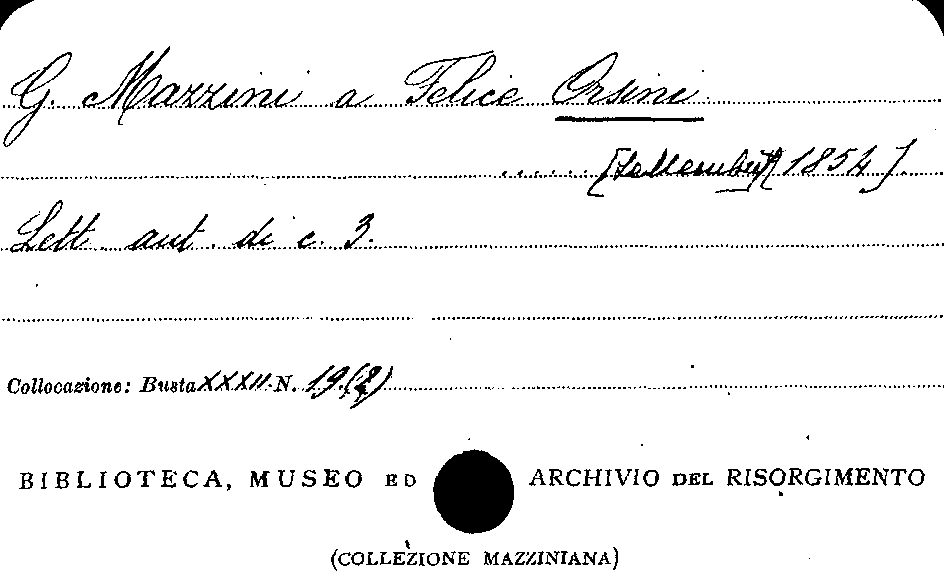 G. Mazzini a Felice Orsini
...... [settembre 1854].
Lett. aut. di c. 3.
Collocazione: Busta XXXII N. 19.(2)
BIBLIOTECA, MUSEO ED ARCHIVIO DEL RISORGIMENTO
(COLLEZIONE MAZZINIANA)